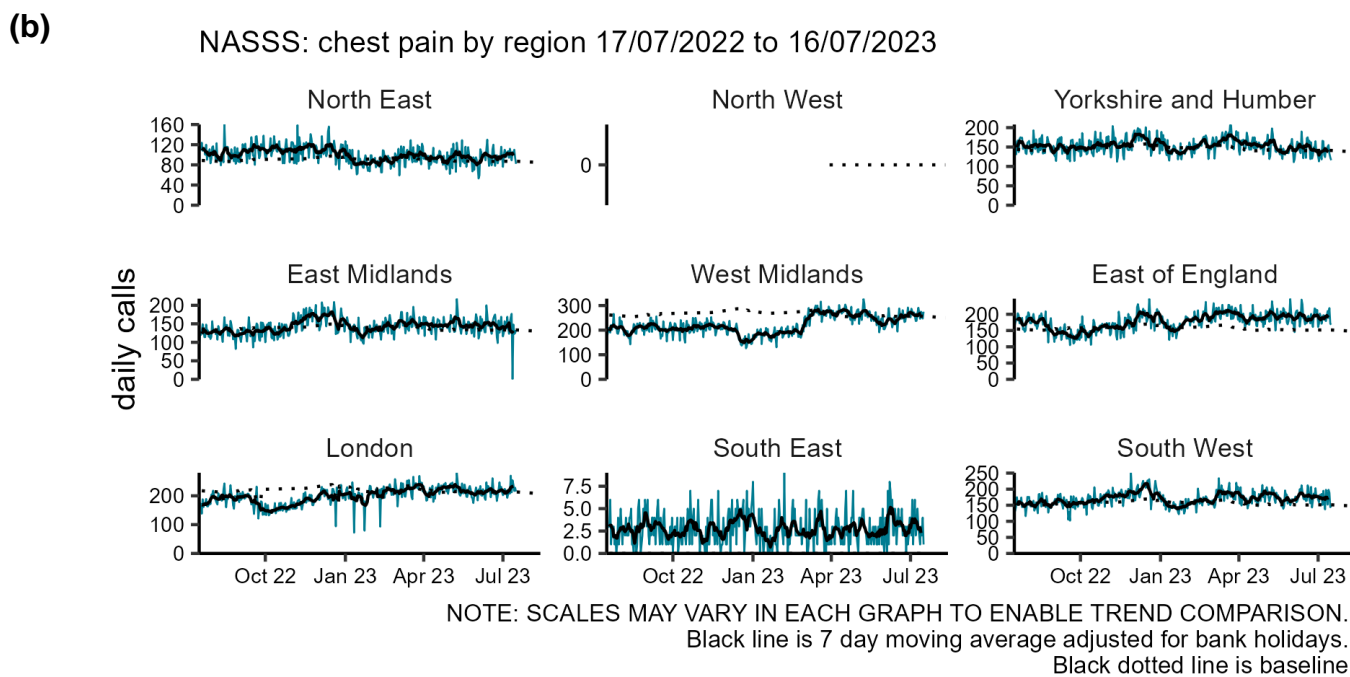 (b)
NASSS: chest pain by region 17/07/2022 to 16/07/2023
North East
160
120
80
40
0
North West
0
Yorkshire and Humber
200
150
100
50
0
daily calls
East Midlands
200
150
100
50
0
West Midlands
300
200
100
0
East of England
200
150
100
50
0
London
200
100
0
South East
7.5
5.0
2.5
0.0
South West
250
200
150
100
50
0
Oct 22 Jan 23 Apr 23 Jul 23
Oct 22 Jan 23 Apr 23 Jul 23
Oct 22 Jan 23 Apr 23 Jul 23
NOTE: SCALES MAY VARY IN EACH GRAPH TO ENABLE TREND COMPARISON.
Black line is 7 day moving average adjusted for bank holidays.
Black dotted line is baseline